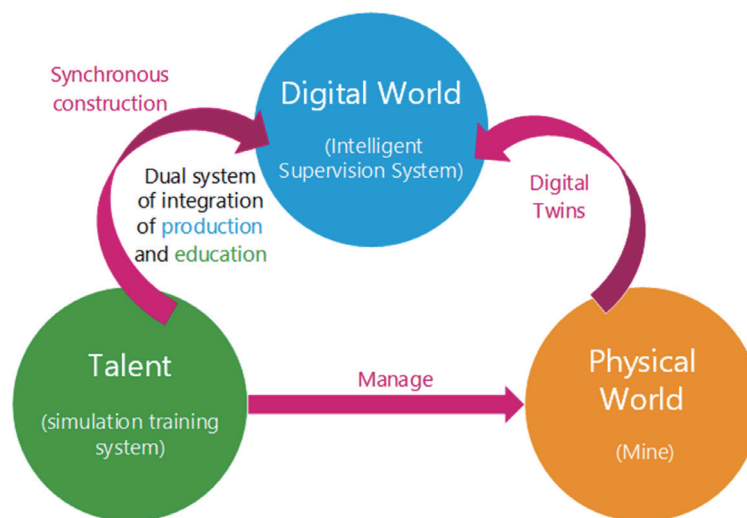 Synchronous
construction
Digital World
(Intelligent
Supervision System)
Dual system
of integration
of production
and education
Digital
Twins
Talent
(simulation training
system)
Manage
Physical
World
(Mine)